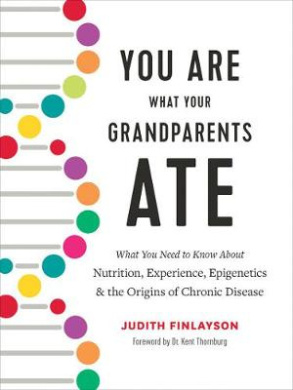 YOU ARE
WHAT YOUR
GRANDPARENTS
ATE
What You Need to Know About
Nutrition, Experience, Epigenetics
& the Origins of Chronic Disease
JUDITH FINLAYSON
Foreword by Dr. Kent Thornburg